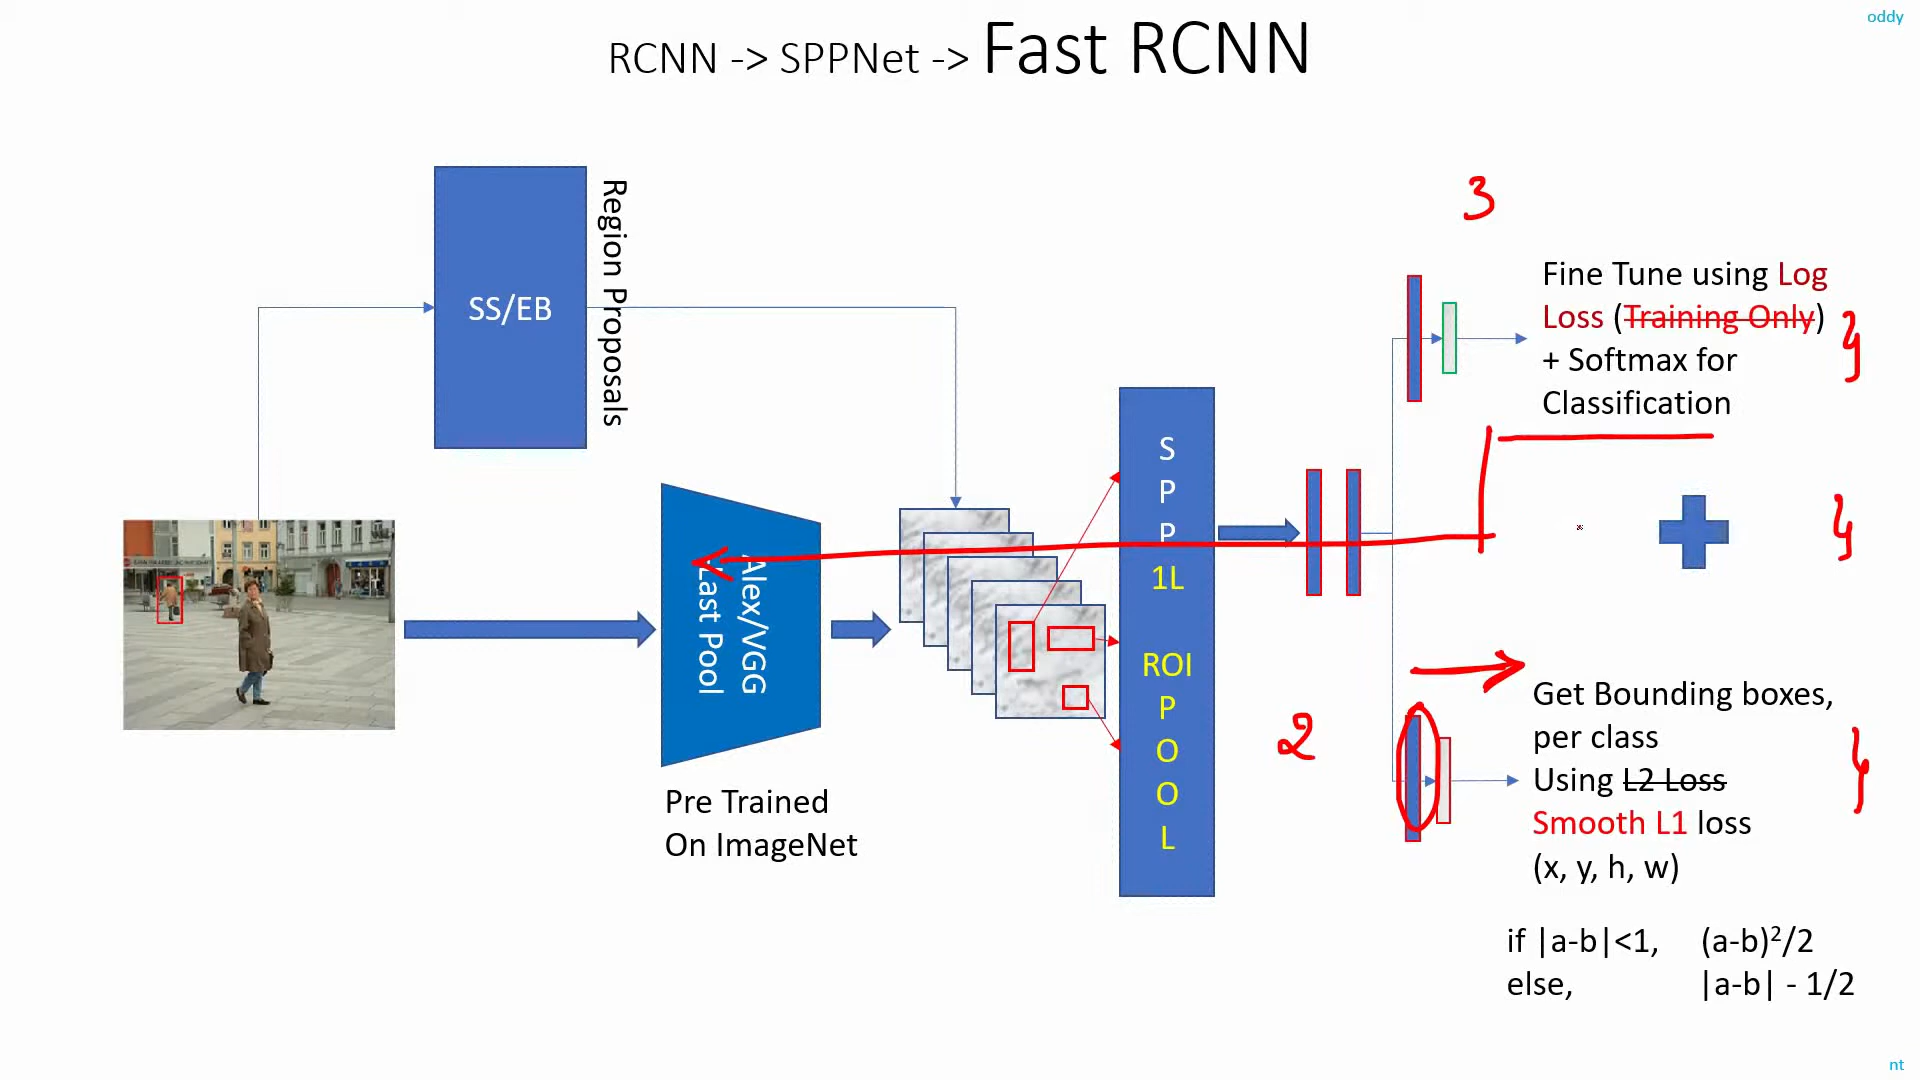 oddy
RCNN -> SPPNet -> Fast RCNN
3
SS/EB
Region Proposals
Fine Tune using Log
Loss (Training Only)
+ Softmax for
Classification
Alex/VGG
Last Pool
Pre Trained
On ImageNet
S
P
P
1L
ROI
P
O
O
L
2
Get Bounding boxes,
per class
Using L2 Loss
Smooth L1 loss
(x, y, h, w)
if |a-b|<1, (a-b)²/2
else, |a-b| - 1/2
nt